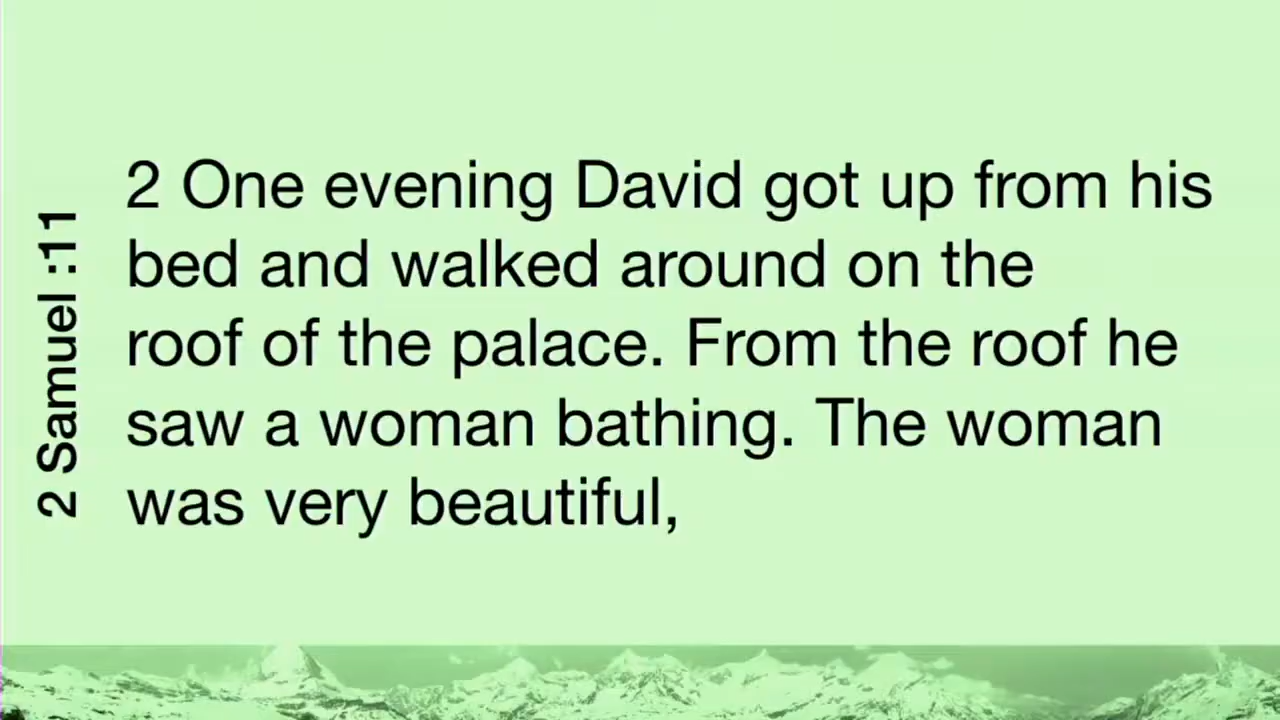 2 Samuel :11
2 One evening David got up from his
bed and walked around on the
roof of the palace. From the roof he
saw a woman bathing. The woman
was very beautiful,